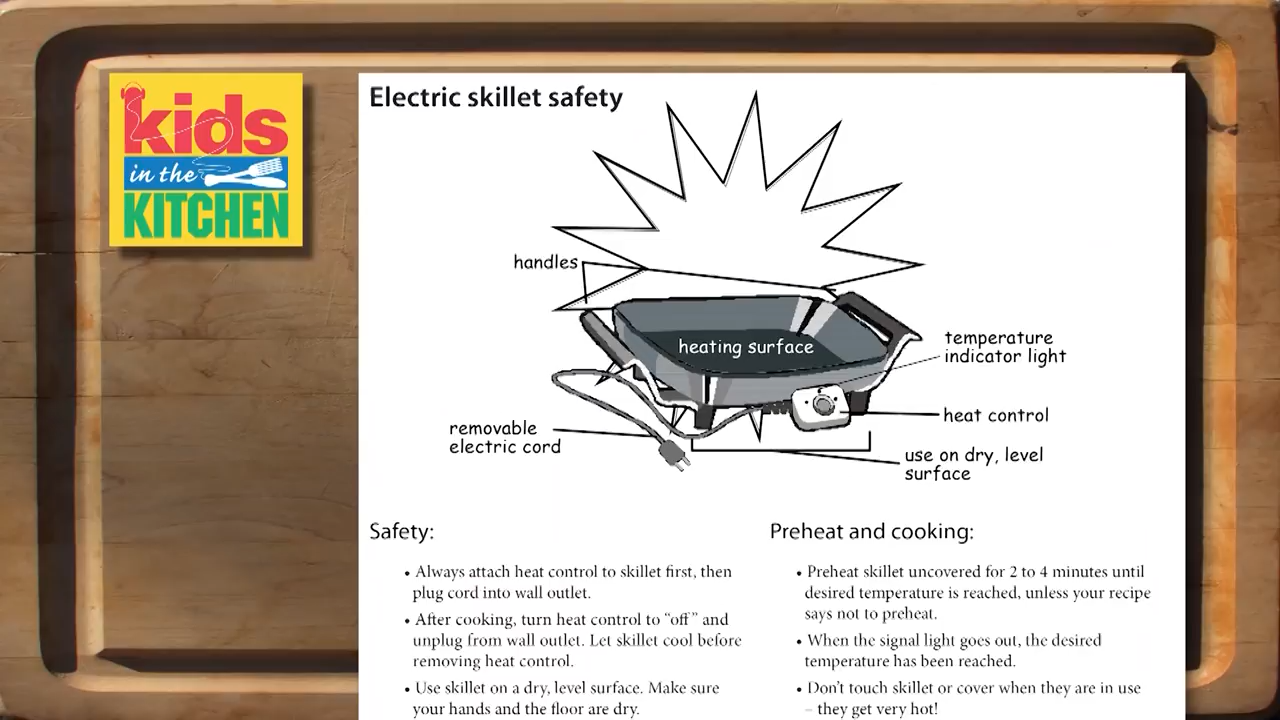 kids
in the
KITCHEN
Electric skillet safety
handles
heating surface
temperature
indicator light
heat control
removable
electric cord
use on dry, level
surface
Safety:
• Always attach heat control to skillet first, then
plug cord into wall outlet.
• After cooking, turn heat control to “off” and
unplug from wall outlet. Let skillet cool before
removing heat control.
• Use skillet on a dry, level surface. Make sure
your hands and the floor are dry.
Preheat and cooking:
• Preheat skillet uncovered for 2 to 4 minutes until
desired temperature is reached, unless your recipe
says not to preheat.
• When the signal light goes out, the desired
temperature has been reached.
• Don’t touch skillet or cover when they are in use
– they get very hot!